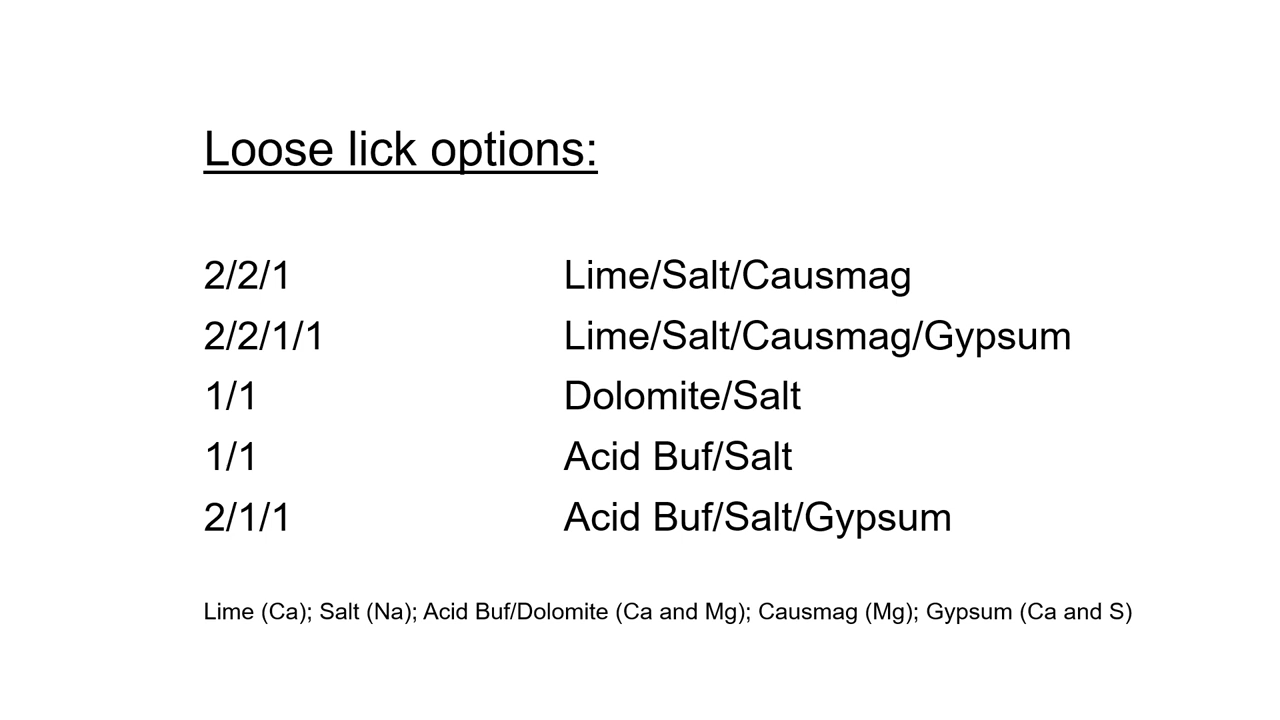 Loose lick options:
2/2/1 Lime/Salt/Causmag
2/2/1/1 Lime/Salt/Causmag/Gypsum
1/1 Dolomite/Salt
1/1 Acid Buf/Salt
2/1/1 Acid Buf/Salt/Gypsum
Lime (Ca); Salt (Na); Acid Buf/Dolomite (Ca and Mg); Causmag (Mg); Gypsum (Ca and S)